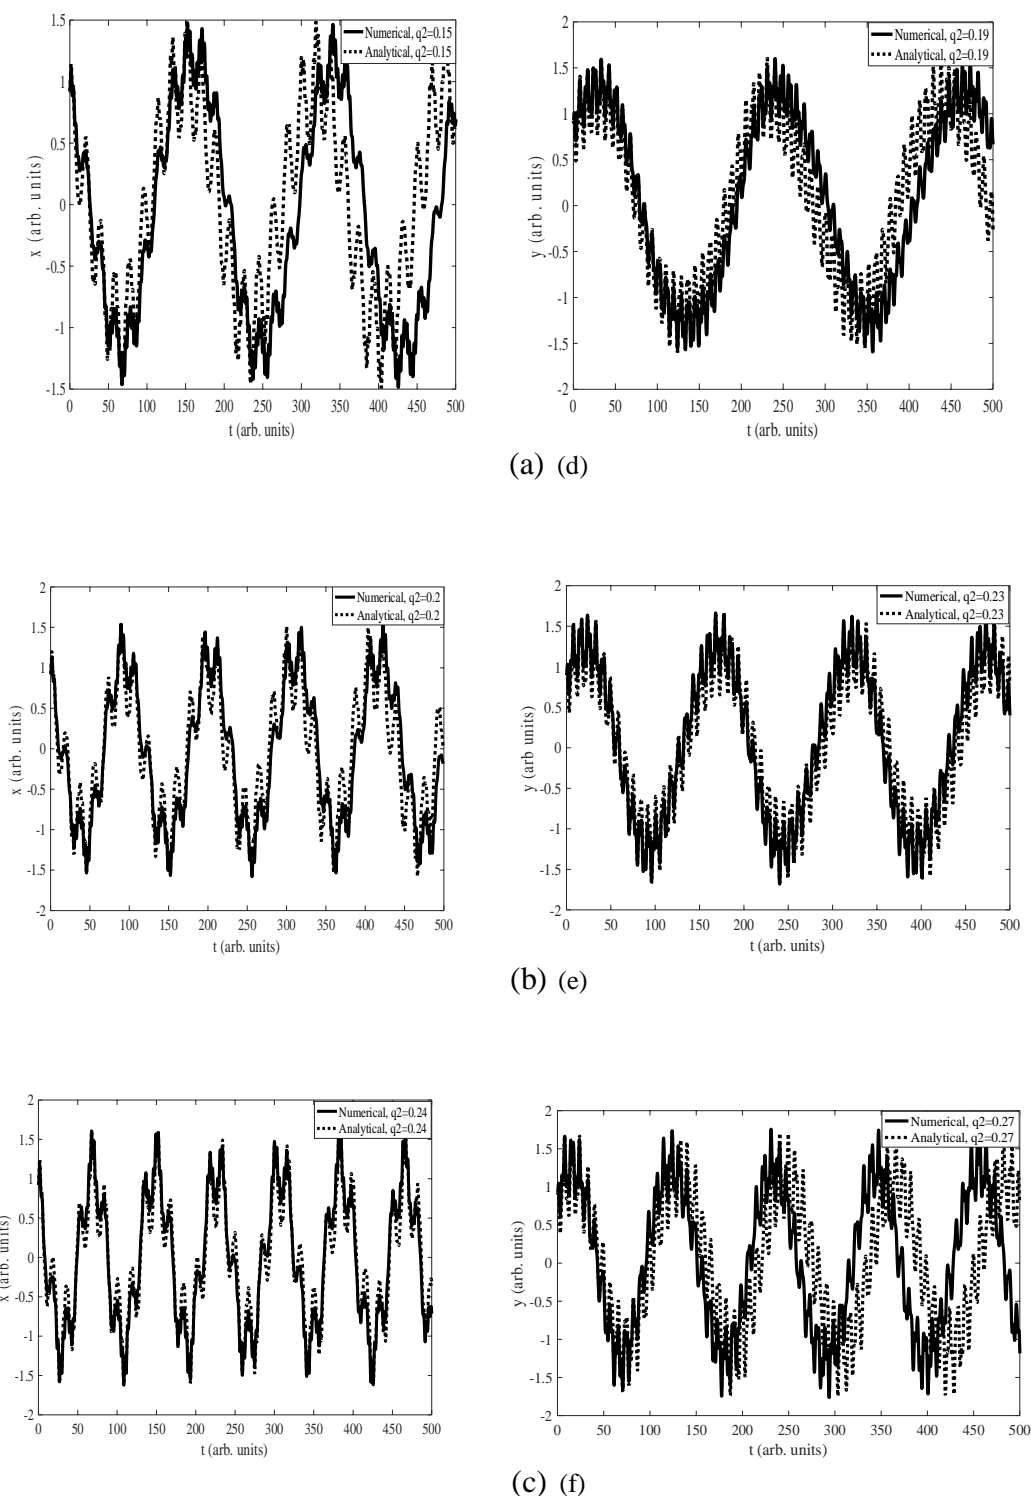 1.5
1
0.5
0
-0.5
-1
-1.5
x (arb. units)
Numerical, q2=0.15
Analytical, q2=0.15
0 50 100 150 200 250 300 350 400 450 500
t (arb. units)
2
1.5
1
0.5
0
-0.5
-1
-1.5
-2
y (arb. units)
Numerical, q2=0.19
Analytical, q2=0.19
0 50 100 150 200 250 300 350 400 450 500
t (arb. units)
(a) (d)
2
1.5
1
0.5
0
-0.5
-1
-1.5
-2
x (arb. units)
Numerical, q2=0.2
Analytical, q2=0.2
0 50 100 150 200 250 300 350 400 450 500
t (arb. units)
2
1.5
1
0.5
0
-0.5
-1
-1.5
-2
y (arb units)
Numerical, q2=0.23
Analytical, q2=0.23
0 50 100 150 200 250 300 350 400 450 500
t (arb. units)
(b) (e)
2
1.5
1
0.5
0
-0.5
-1
-1.5
-2
x (arb. units)
Numerical, q2=0.24
Analytical, q2=0.24
0 50 100 150 200 250 300 350 400 450 500
t (arb. units)
2
1.5
1
0.5
0
-0.5
-1
-1.5
-2
y (arb. units)
Numerical, q2=0.27
Analytical, q2=0.27
0 50 100 150 200 250 300 350 400 450 500
t (arb. units)
(c) (f)